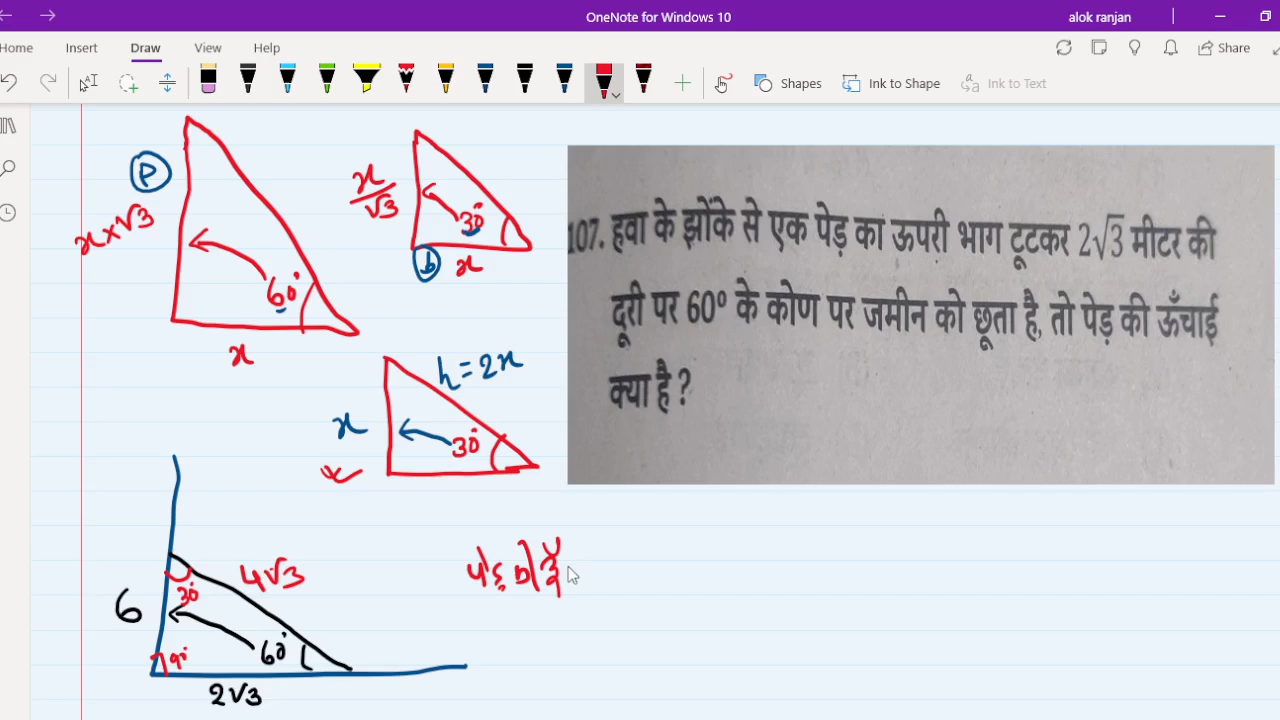 OneNote for Windows 10
alok ranjan
Home Insert Draw View Help
Share
Shapes
Ink to Shape
Ink to Text
P
x×√3
60°
x
x/√3
30°
b
x
h=2x
x
30°
107. हवा के झोंके से एक पेड़ का ऊपरी भाग टूटकर 2√3 मीटर की
दूरी पर 60° के कोण पर जमीन को छूता है, तो पेड़ की ऊँचाई
क्या है ?
6
4√3
30°
60°
90°
2√3